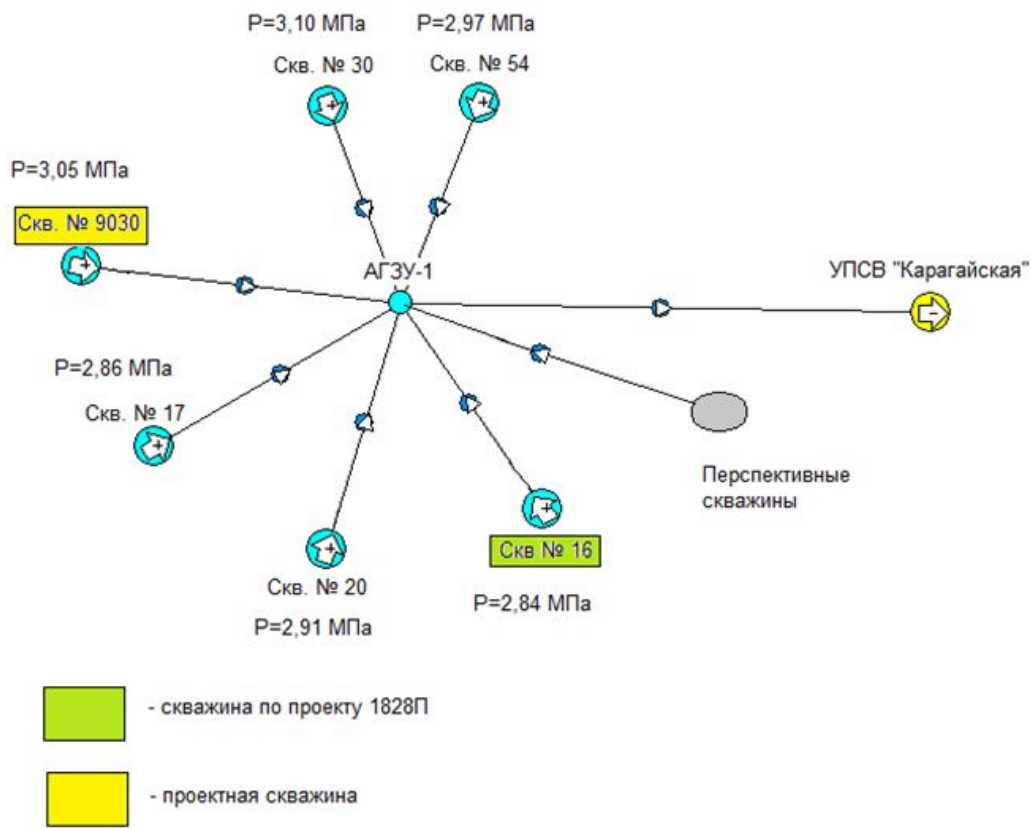 P=3,10 МПа
P=2,97 МПа
Скв. № 30
Скв. № 54
P=3,05 МПа
Скв. № 9030
АГЗУ-1
УПСВ "Карагайская"
P=2,86 МПа
Скв. № 17
Перспективные
скважины
Скв № 16
Скв. № 20
P=2,84 МПа
P=2,91 МПа
- скважина по проекту 1828П
- проектная скважина